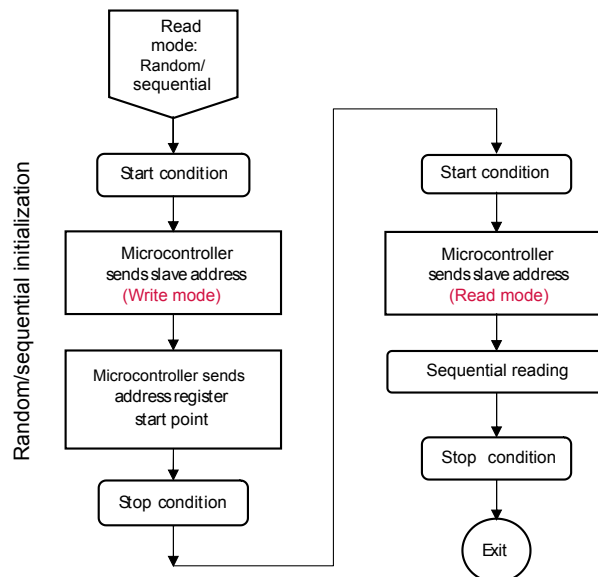 Read
mode:
Random/
sequential
Random/sequential initialization
Start condition
Microcontroller
sends slave address
(Write mode)
Microcontroller sends
address register
start point
Stop condition
Start condition
Microcontroller
sends slave address
(Read mode)
Sequential reading
Stop condition
Exit